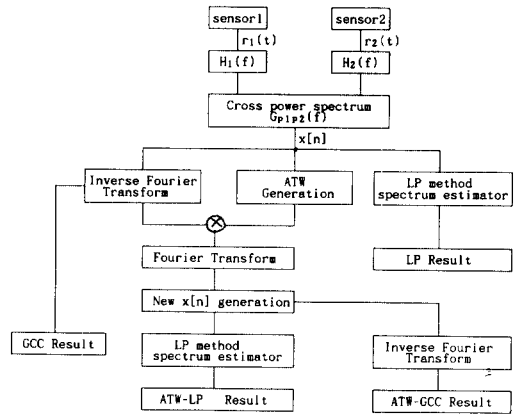 sensor1 sensor2
r1(t) r2(t)
H1(f) H2(f)
Cross power spectrum
Gp1p2(f)
x[n]
Inverse Fourier
Transform
ATW
Generation
LP method
spectrum estimator
Fourier Transform
LP Result
New x[n] generation
GCC Result
LP method
spectrum estimator
Inverse Fourier
Transform
ATW-LP Result
ATW-GCC Result